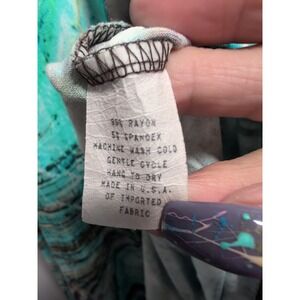 95% RAYON
5% SPANDEX
MACHINE WASH COLD
GENTLE CYCLE
HANG TO DRY
MADE IN U.S.A.
OF IMPORTED
FABRIC